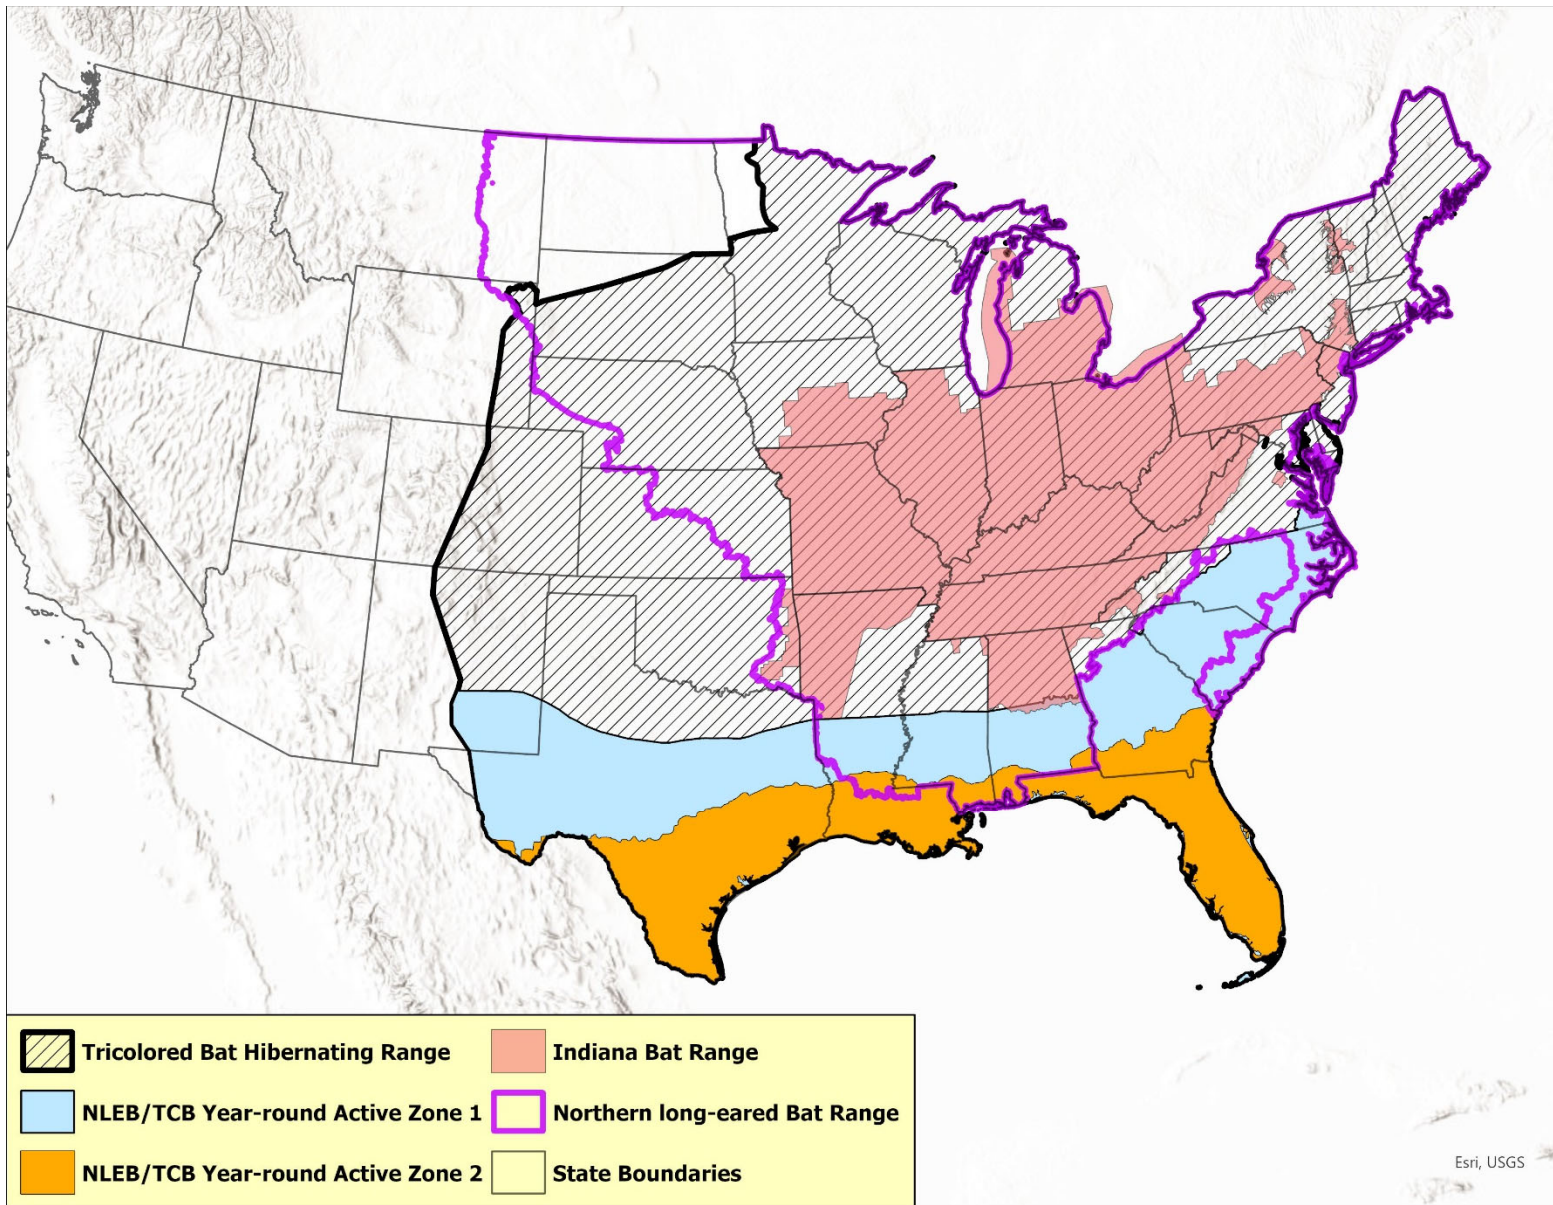 Tricolored Bat Hibernating Range
Indiana Bat Range
NLEB/TCB Year-round Active Zone 1
Northern long-eared Bat Range
NLEB/TCB Year-round Active Zone 2
State Boundaries
Esri, USGS